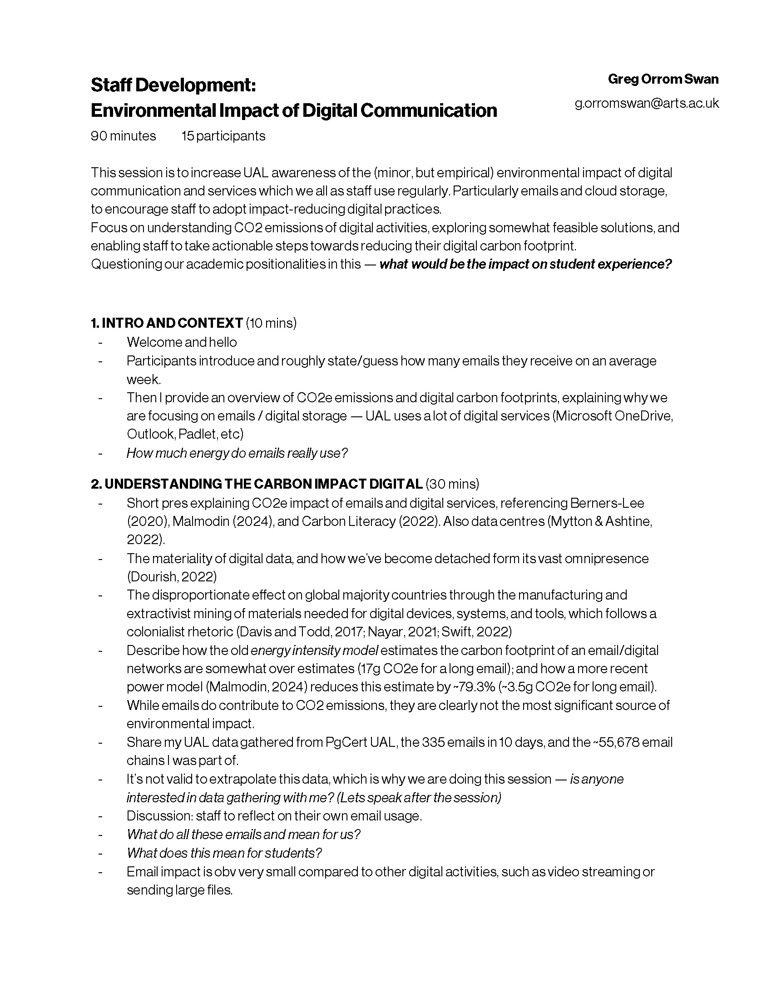 Staff Development:
Environmental Impact of Digital Communication
Greg Orrom Swan
g.orromswan@arts.ac.uk
90 minutes 15 participants
This session is to increase UAL awareness of the (minor, but empirical) environmental impact of digital
communication and services which we all as staff use regularly. Particularly emails and cloud storage,
to encourage staff to adopt impact-reducing digital practices.
Focus on understanding CO2 emissions of digital activities, exploring somewhat feasible solutions, and
enabling staff to take actionable steps towards reducing their digital carbon footprint.
Questioning our academic positionalities in this — what would be the impact on student experience?
1. INTRO AND CONTEXT (10 mins)
- Welcome and hello
- Participants introduce and roughly state/guess how many emails they receive on an average
week.
- Then I provide an overview of CO2e emissions and digital carbon footprints, explaining why we
are focusing on emails / digital storage — UAL uses a lot of digital services (Microsoft OneDrive,
Outlook, Padlet, etc)
- How much energy do emails really use?
2. UNDERSTANDING THE CARBON IMPACT DIGITAL (30 mins)
- Short pres explaining CO2e impact of emails and digital services, referencing Berners-Lee
(2020), Malmodin (2024), and Carbon Literacy (2022). Also data centres (Mytton & Ashtine,
2022).
- The materiality of digital data, and how we've become detached form its vast omnipresence
(Dourish, 2022)
- The disproportionate effect on global majority countries through the manufacturing and
extractivist mining of materials needed for digital devices, systems, and tools, which follows a
colonialist rhetoric (Davis and Todd, 2017; Nayar, 2021; Swift, 2022)
- Describe how the old energy intensity model estimates the carbon footprint of an email/digital
networks are somewhat over estimates (17g CO2e for a long email); and how a more recent
power model (Malmodin, 2024) reduces this estimate by ~79.3% (~3.5g CO2e for long email).
- While emails do contribute to CO2 emissions, they are clearly not the most significant source of
environmental impact.
- Share my UAL data gathered from PgCert UAL, the 335 emails in 10 days, and the ~55,678 email
chains I was part of.
- It's not valid to extrapolate this data, which is why we are doing this session — is anyone
interested in data gathering with me? (Lets speak after the session)
- Discussion: staff to reflect on their own email usage.
- What do all these emails and mean for us?
- What does this mean for students?
- Email impact is obv very small compared to other digital activities, such as video streaming or
sending large files.